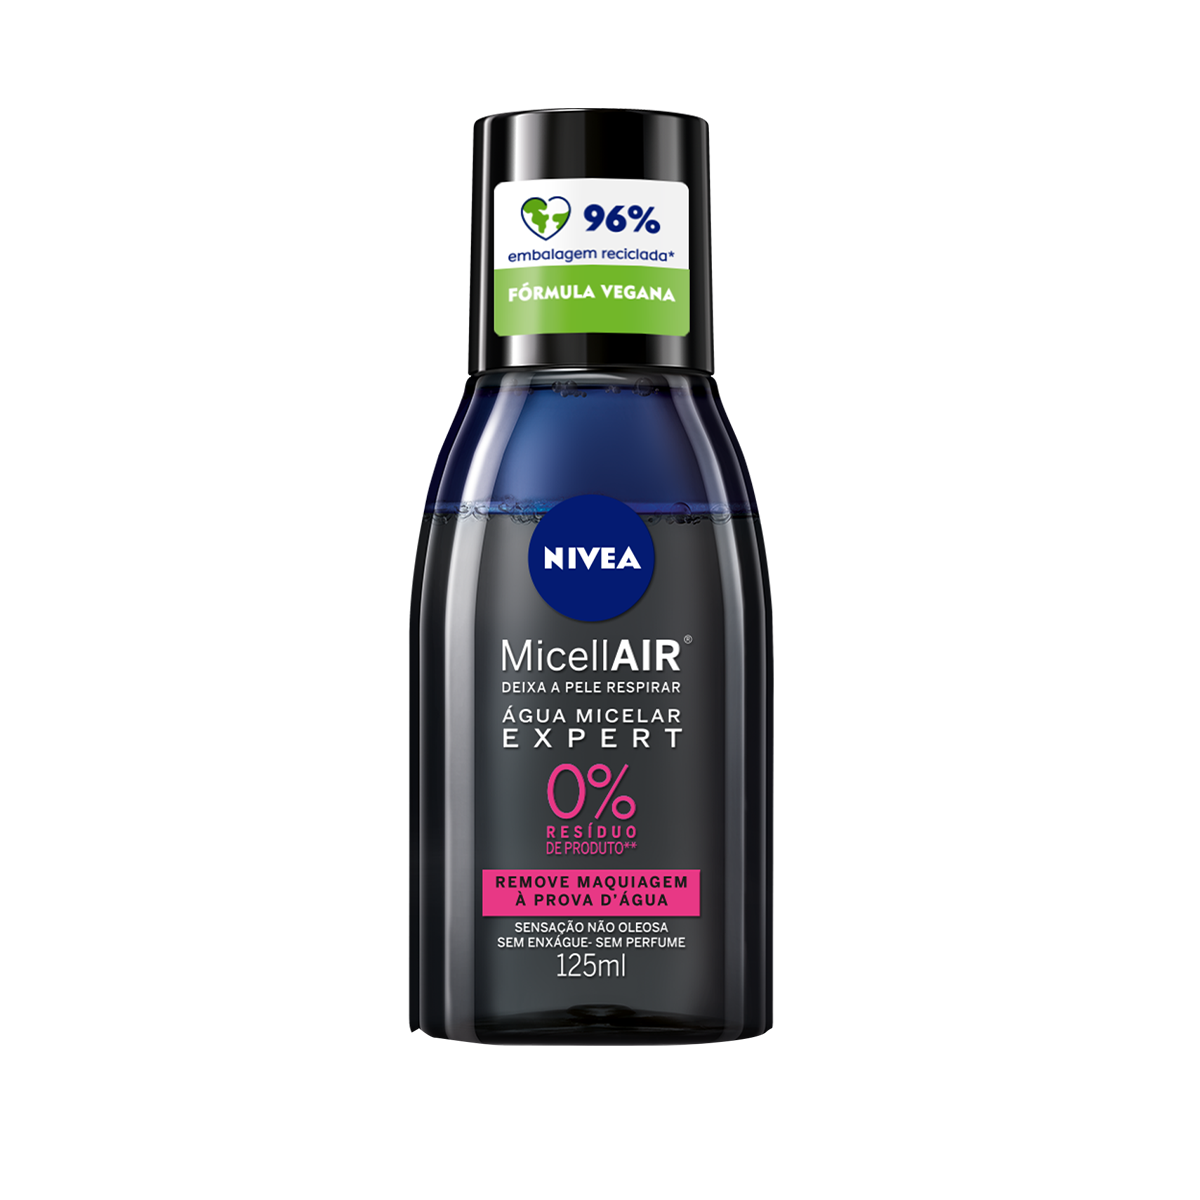 96%
embalagem reciclada*
FÓRMULA VEGANA
NIVEA
MicellAIR®
DEIXA A PELE RESPIRAR
ÁGUA MICELAR
EXPERT
0%
RESÍDUO
DE PRODUTO**
REMOVE MAQUIAGEM
À PROVA D'ÁGUA
SENSAÇÃO NÃO OLEOSA
SEM ENXÁGUE- SEM PERFUME
125ml